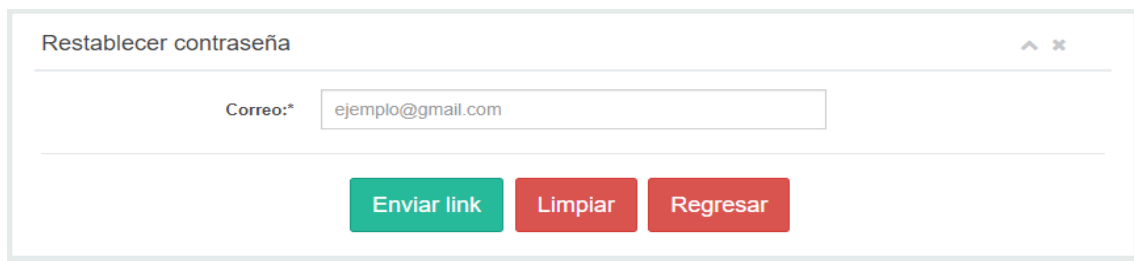 Restablecer contraseña
Correo:* ejemplo@gmail.com
Enviar link Limpiar Regresar